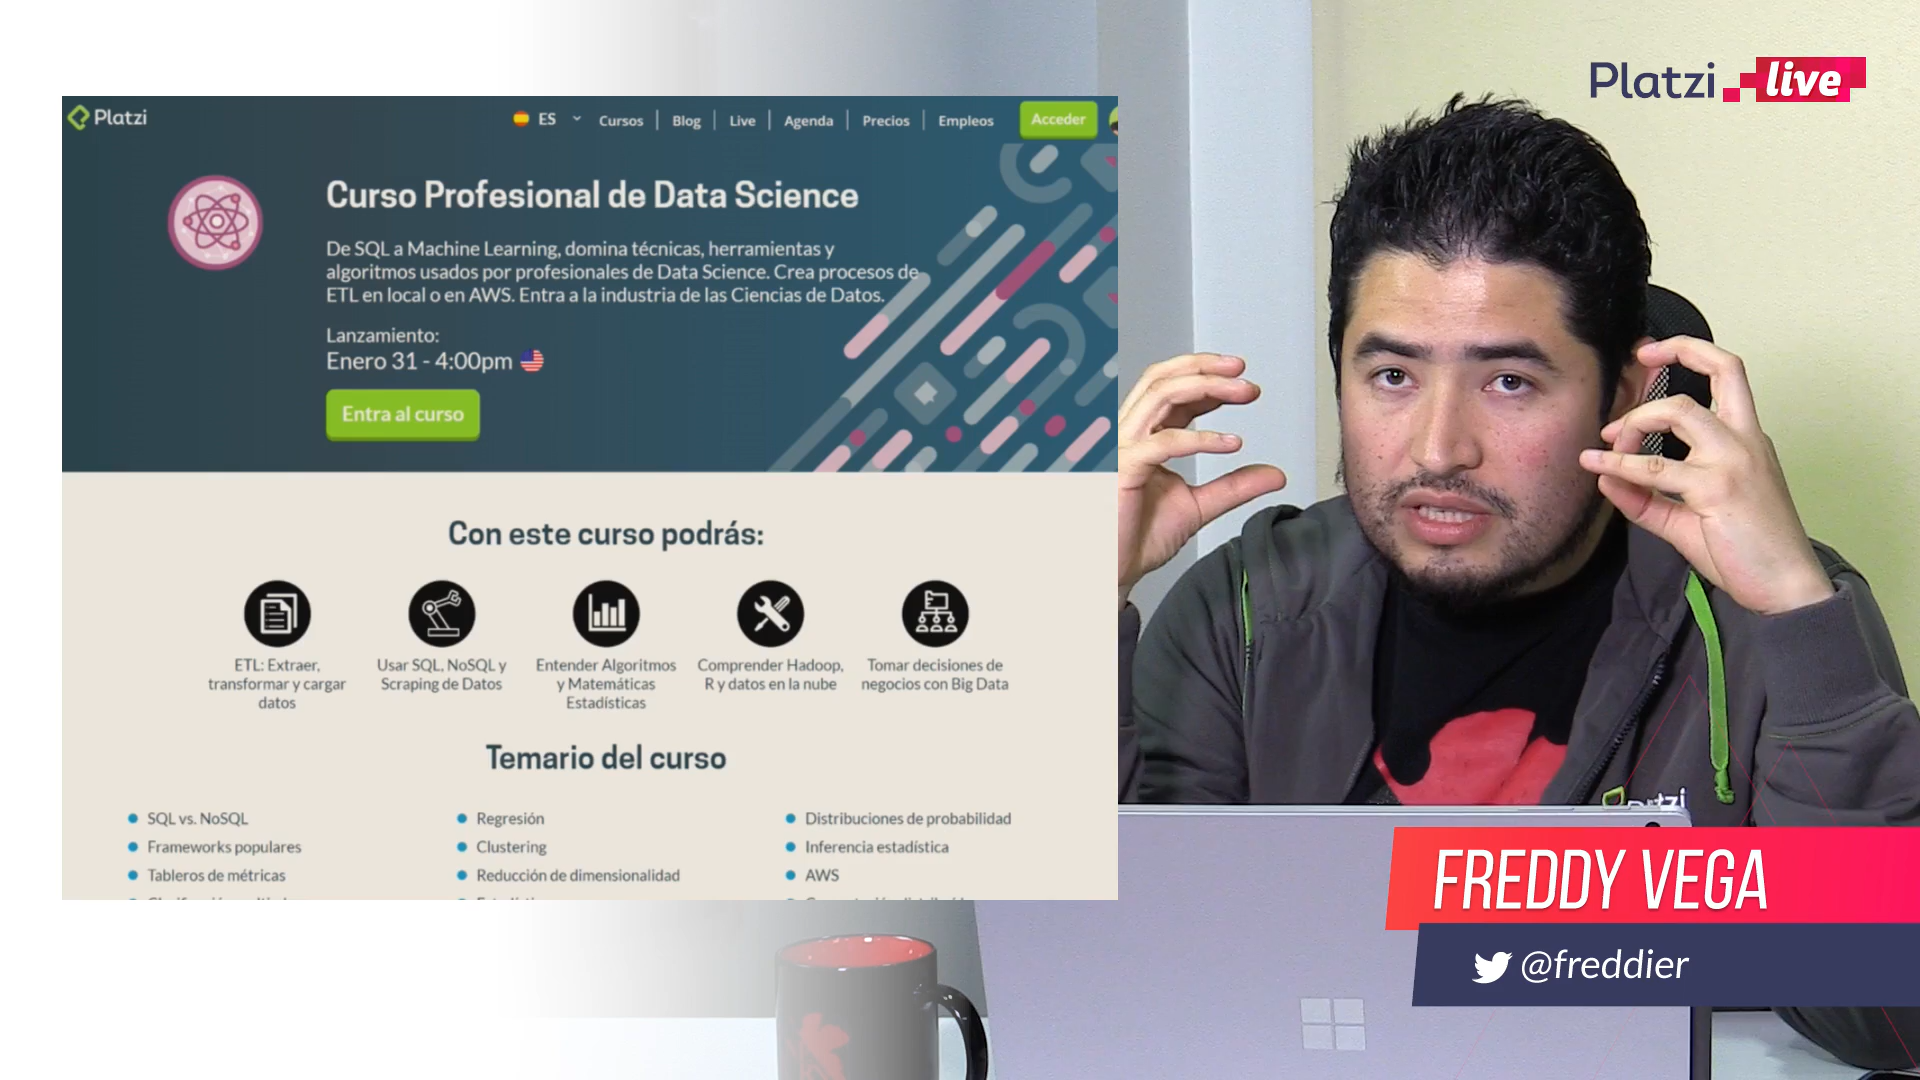 Platzi live
Platzi
ES
Cursos
Blog
Live
Agenda
Precios
Empleos
Acceder
Curso Profesional de Data Science
De SQL a Machine Learning, domina técnicas, herramientas y
algoritmos usados por profesionales de Data Science. Crea procesos de
ETL en local o en AWS. Entra a la industria de las Ciencias de Datos.
Lanzamiento:
Enero 31 - 4:00pm
Entra al curso
Con este curso podrás:
ETL: Extraer,
transformar y cargar
datos
Usar SQL, NoSQL y
Scraping de Datos
Entender Algoritmos
y Matemáticas
Estadísticas
Comprender Hadoop,
R y datos en la nube
Tomar decisiones de
negocios con Big Data
Temario del curso
SQL vs. NoSQL
Frameworks populares
Tableros de métricas
Regresión
Clustering
Reducción de dimensionalidad
Distribuciones de probabilidad
Inferencia estadística
AWS
Platzi
FREDDY VEGA
@freddier